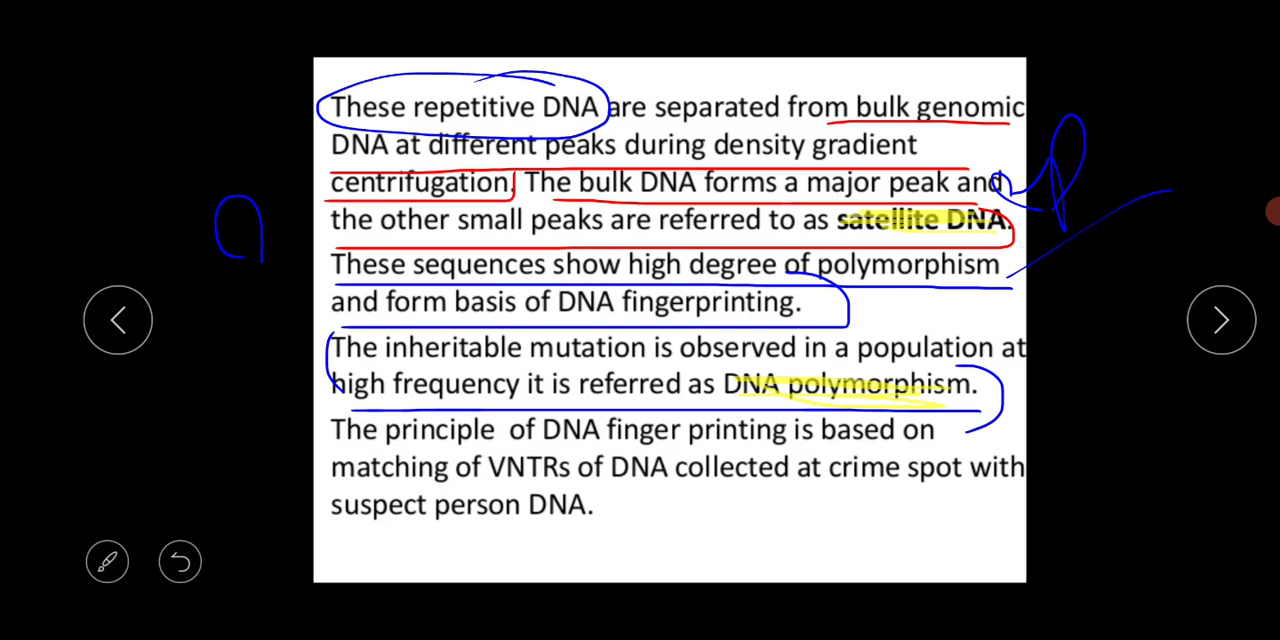 These repetitive DNA are separated from bulk genomic
DNA at different peaks during density gradient
centrifugation. The bulk DNA forms a major peak and
the other small peaks are referred to as satellite DNA.
These sequences show high degree of polymorphism
and form basis of DNA fingerprinting.
The inheritable mutation is observed in a population at
high frequency it is referred as DNA polymorphism.
The principle of DNA finger printing is based on
matching of VNTRs of DNA collected at crime spot with
suspect person DNA.